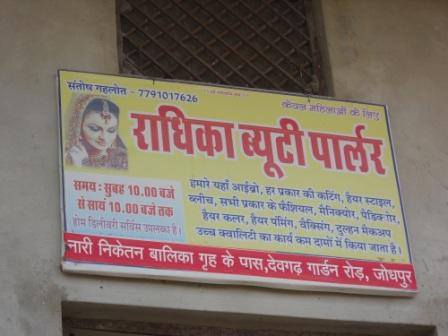 संतोष गहलोत - 7791017626
केवल महिलाओं के लिए
राधिका ब्यूटी पार्लर
समय : सुबह 10.00 बजे
से सायं 10.00 बजे तक
होम डिलीवरी सर्विस उपलब्ध है।
हमारे यहाँ आईब्रो, हर प्रकार की कटिंग, हैयर स्टाइल,
ब्लीच, सभी प्रकार के फेशियल, मैनिक्योर, पैडिक योर,
हैयर कलर, हैयर पर्मिंग, वैक्सिंग, दुल्हन मैकअप
उच्च क्वालिटी का कार्य कम दामों में किया जाता है।
नारी निकेतन बालिका गृह के पास,देवगढ़ गार्डन रोड़, जोधपुर